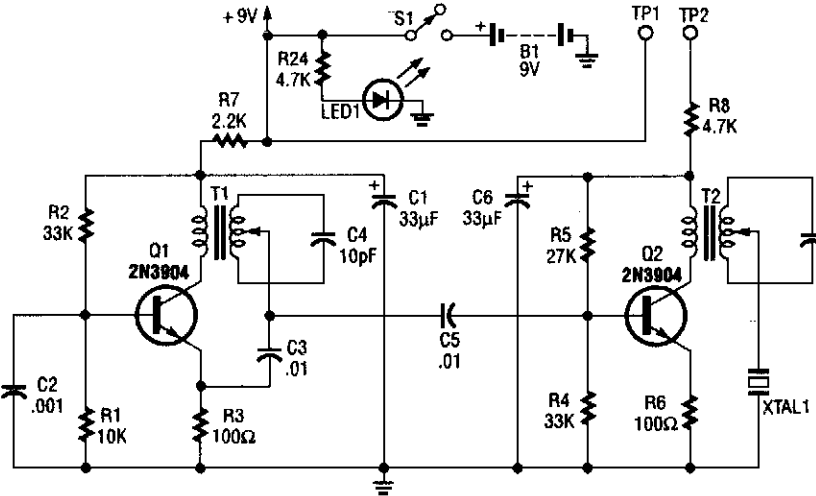 +9V
S1
+
B1
9V
TP1
TP2
R24
4.7K
LED1
R7
2.2K
R8
4.7K
R2
33K
T1
C4
10pF
+
C1
33μF
C6
33μF
+
R5
27K
T2
Q1
2N3904
Q2
2N3904
C2
.001
R1
10K
R3
100Ω
C3
.01
C5
.01
R4
33K
R6
100Ω
XTAL1